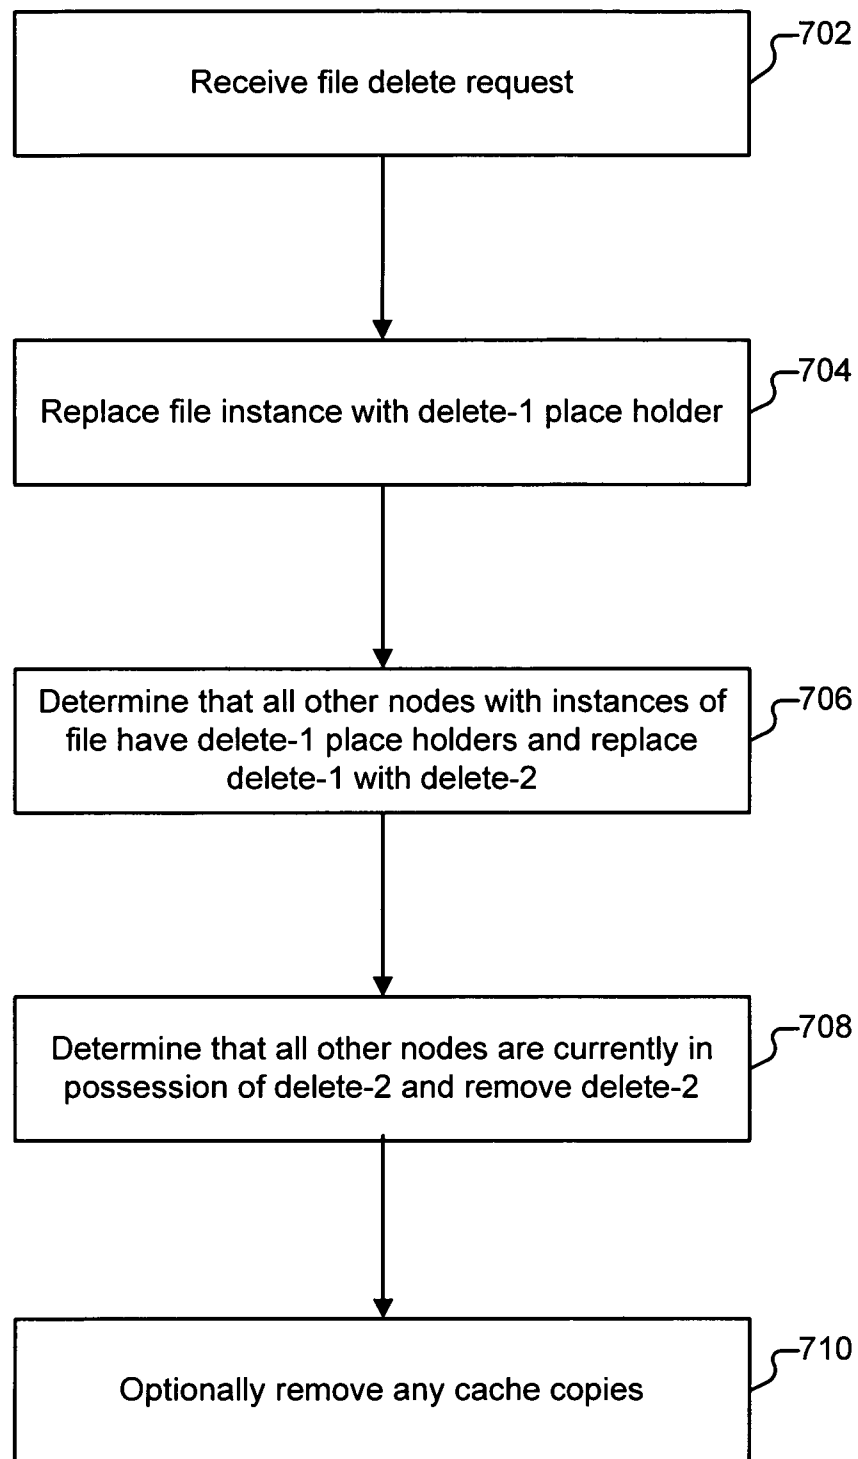 702
Receive file delete request
704
Replace file instance with delete-1 place holder
706
Determine that all other nodes with instances of
file have delete-1 place holders and replace
delete-1 with delete-2
708
Determine that all other nodes are currently in
possession of delete-2 and remove delete-2
710
Optionally remove any cache copies